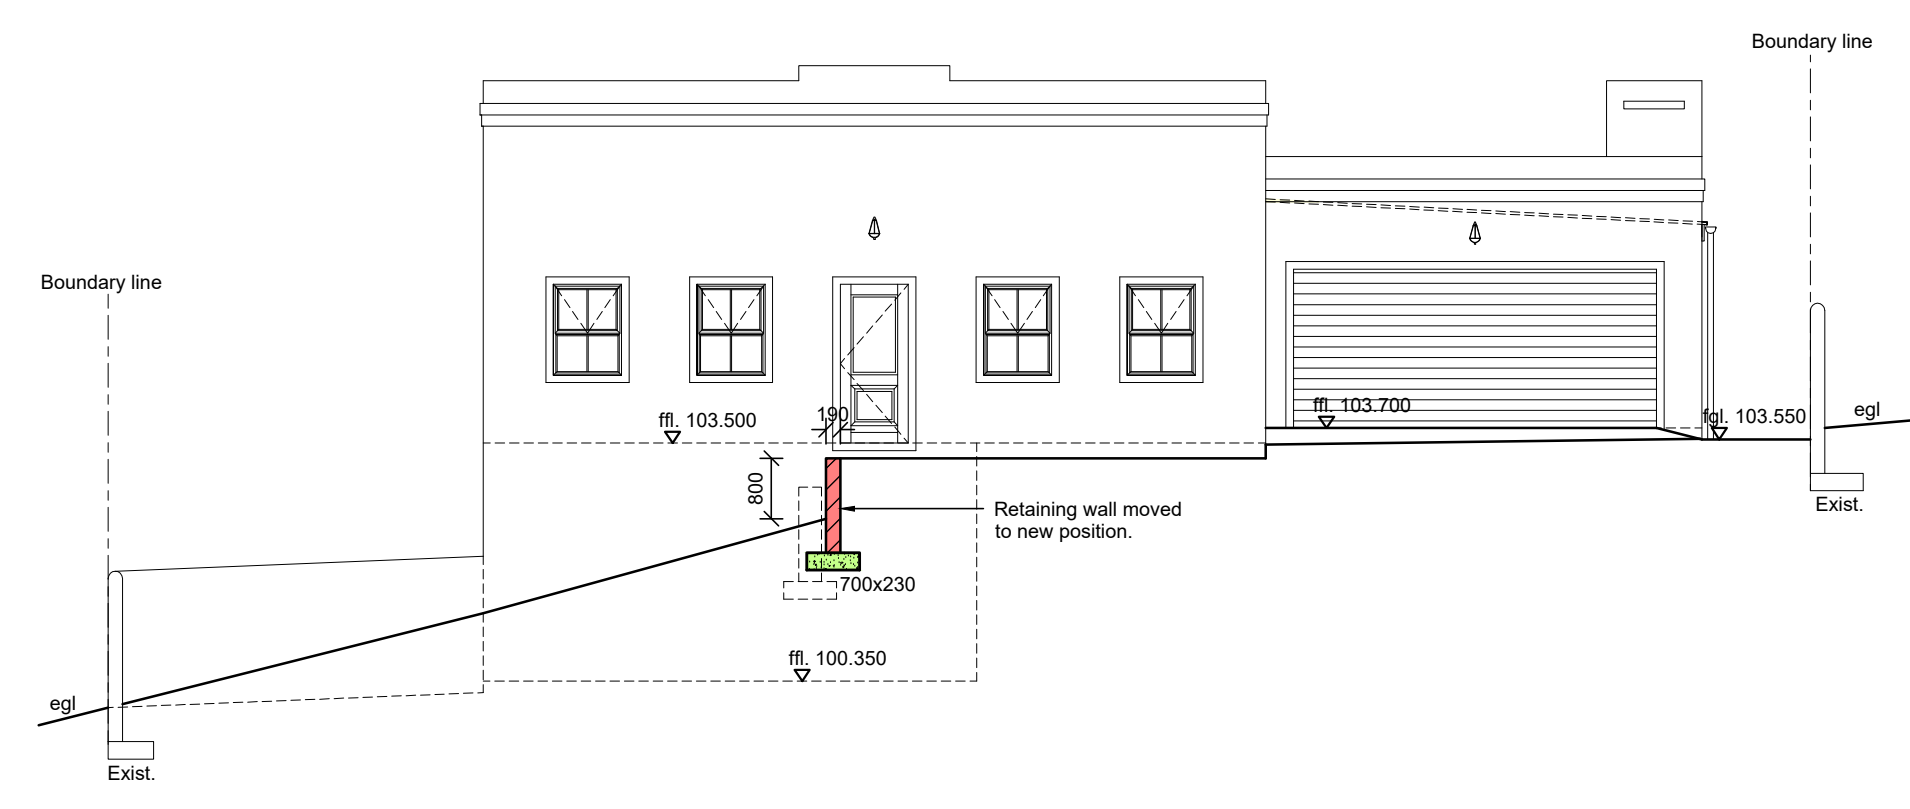 Boundary line
Boundary line
ffl. 103.500
190
ffl. 103.700
fgl. 103.550
egl
800
Retaining wall moved
to new position.
Exist.
700x230
ffl. 100.350
egl
Exist.